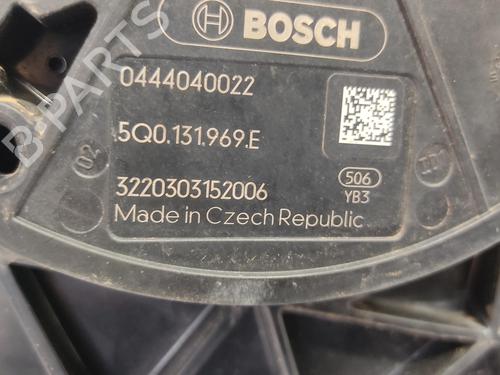 BOSCH
0444040022
5Q0.131.969.E
3220303152006
Made in Czech Republic
506
YB3
02
B-PARTS